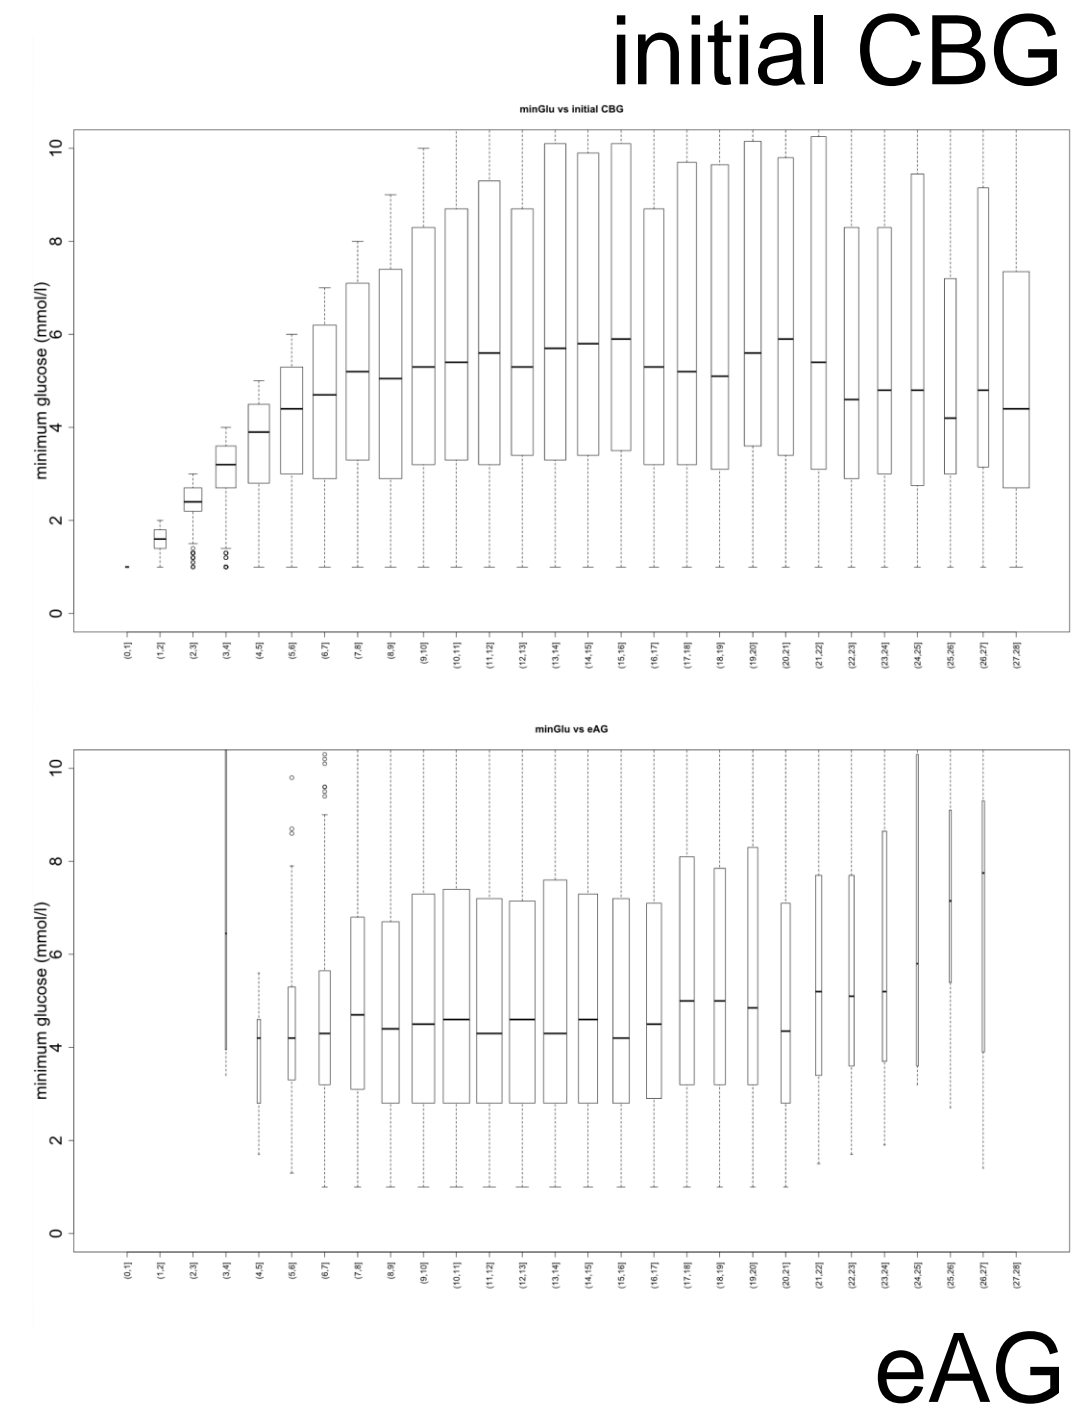 initial CBG
minGlu vs initial CBG
minimum glucose (mmol/l)
0 2 4 6 8 10
(0,1] (1,2] (2,3] (3,4] (4,5] (5,6] (6,7] (7,8] (8,9] (9,10] (10,11] (11,12] (12,13] (13,14] (14,15] (15,16] (16,17] (17,18] (18,19] (19,20] (20,21] (21,22] (22,23] (23,24] (24,25] (25,26] (26,27] (27,28]
minGlu vs eAG
minimum glucose (mmol/l)
0 2 4 6 8 10
(0,1] (1,2] (2,3] (3,4] (4,5] (5,6] (6,7] (7,8] (8,9] (9,10] (10,11] (11,12] (12,13] (13,14] (14,15] (15,16] (16,17] (17,18] (18,19] (19,20] (20,21] (21,22] (22,23] (23,24] (24,25] (25,26] (26,27] (27,28]
eAG